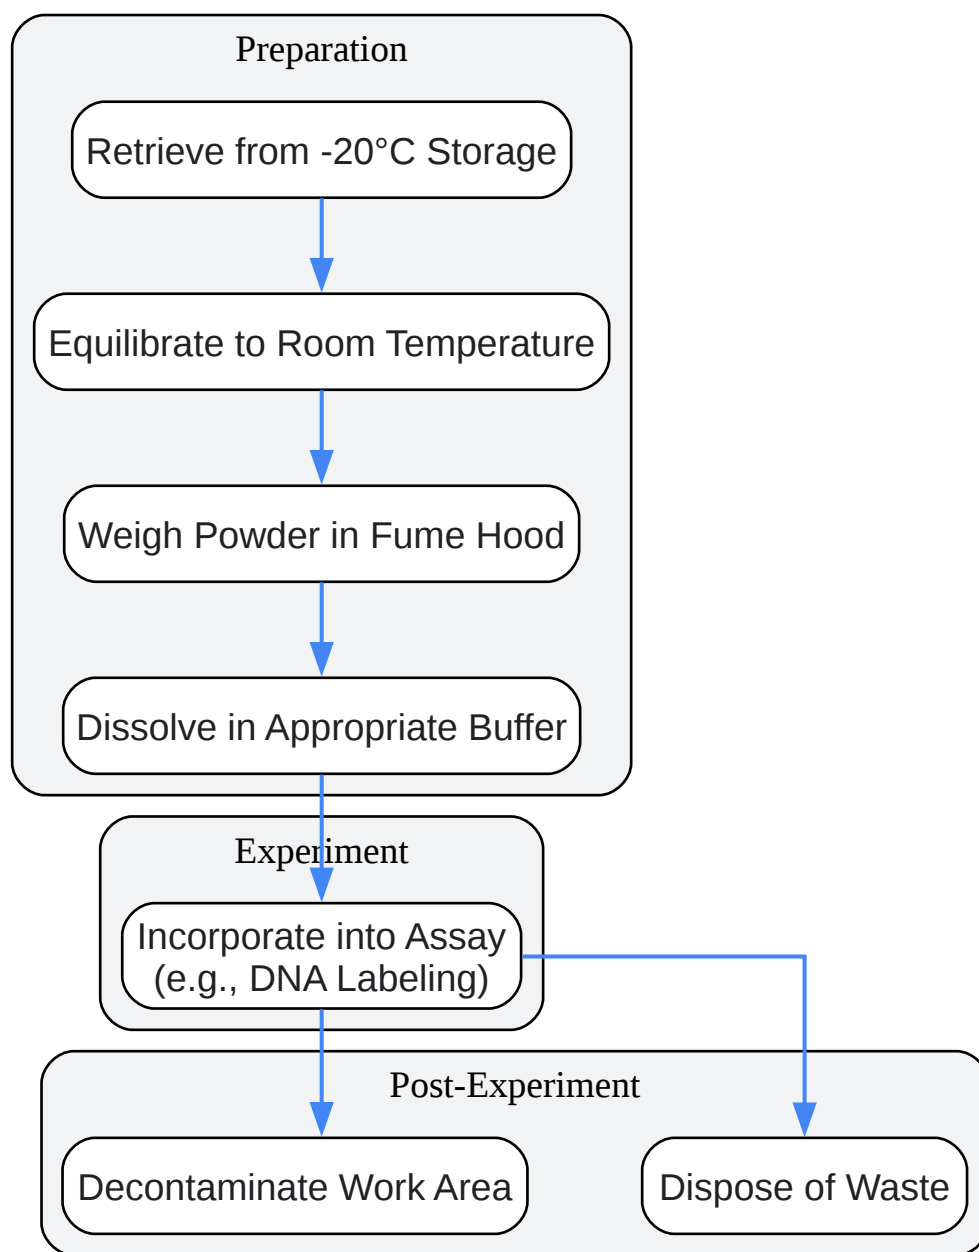 Preparation
Retrieve from -20°C Storage
Equilibrate to Room Temperature
Weigh Powder in Fume Hood
Dissolve in Appropriate Buffer
Experiment
Incorporate into Assay
(e.g., DNA Labeling)
Post-Experiment
Decontaminate Work Area
Dispose of Waste